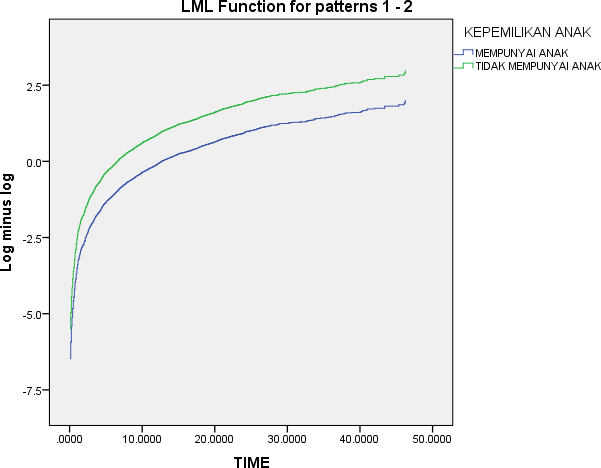 LML Function for patterns 1 - 2
KEPEMILIKAN ANAK
MEMPUNYAI ANAK
TIDAK MEMPUNYAI ANAK
Log minus log
2.5
0.0
-2.5
-5.0
-7.5
.0000 10.0000 20.0000 30.0000 40.0000 50.0000
TIME